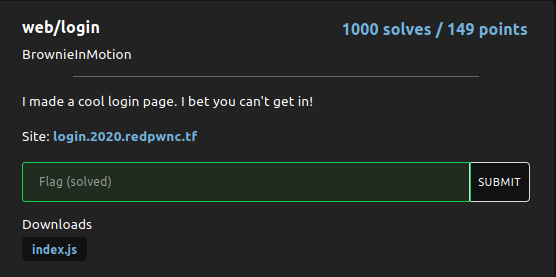 web/login
1000 solves / 149 points
BrownieInMotion
I made a cool login page. I bet you can't get in!
Site: login.2020.redpwnc.tf
Flag (solved)
SUBMIT
Downloads
index.js